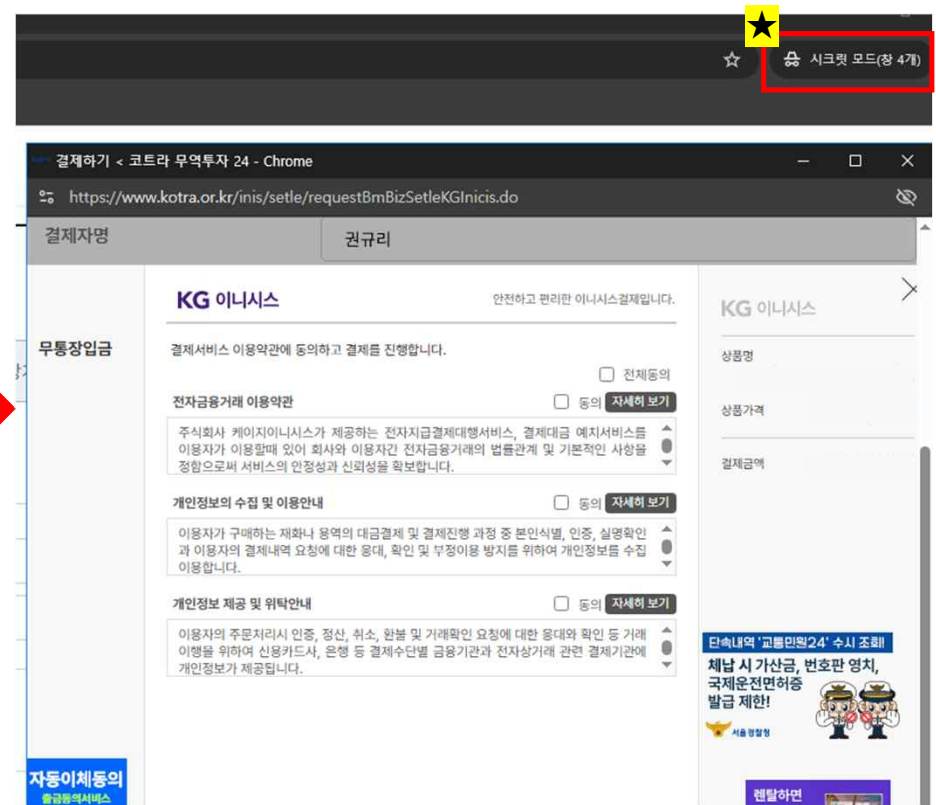 ★
시크릿 모드(창 4개)
결제하기 < 코트라 무역투자 24 - Chrome
https://www.kotra.or.kr/inis/setle/requestBmBizSetleKGInicis.do
결제자명
권규리
KG 이니시스
안전하고 편리한 이니시스결제입니다.
KG 이니시스
무통장입금
결제서비스 이용약관에 동의하고 결제를 진행합니다.
상품명
전체동의
전자금융거래 이용약관
동의 자세히 보기
상품가격
주식회사 케이지이니시스가 제공하는 전자지급결제대행서비스, 결제대금 예치서비스를
이용자가 이용할때 있어 회사와 이용자간 전자금융거래의 법률관계 및 기본적인 사항을
정함으로써 서비스의 안정성과 신뢰성을 확보합니다.
결제금액
개인정보의 수집 및 이용안내
동의 자세히 보기
이용자가 구매하는 재화나 용역의 대금결제 및 결제진행 과정 중 본인식별, 인증, 실명확인
과 이용자의 결제내역 요청에 대한 응대, 확인 및 부정이용 방지를 위하여 개인정보를 수집
이용합니다.
개인정보 제공 및 위탁안내
동의 자세히 보기
이용자의 주문처리시 인증, 정산, 취소, 환불 및 거래확인 요청에 대한 응대와 확인 등 거래
이행을 위하여 신용카드사, 은행 등 결제수단별 금융기관과 전자상거래 관련 결제기관에
개인정보가 제공됩니다.
단속내역 '교통민원24' 수시 조회!
체납 시 가산금, 번호판 영치,
국제운전면허증
발급 제한!
서울경찰청
자동이체동의
출금동의서비스
렌탈하면